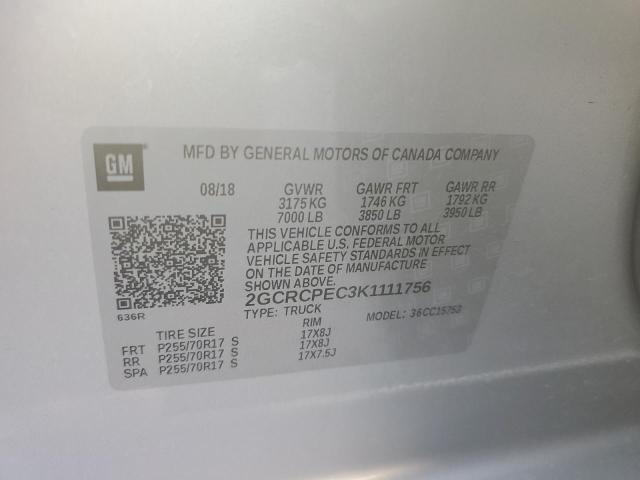 GM
MFD BY GENERAL MOTORS OF CANADA COMPANY
08/18 GVWR GAWR FRT GAWR RR
3175 KG 1746 KG 1792 KG
7000 LB 3850 LB 3950 LB
THIS VEHICLE CONFORMS TO ALL
APPLICABLE U.S. FEDERAL MOTOR
VEHICLE SAFETY STANDARDS IN EFFECT
ON THE DATE OF MANUFACTURE
SHOWN ABOVE.
2GCRCPEC3K1111756
636R
TYPE: TRUCK MODEL: 36CC15753
TIRE SIZE RIM
FRT P255/70R17 S 17X8J
RR P255/70R17 S 17X8J
SPA P255/70R17 S 17X7.5J